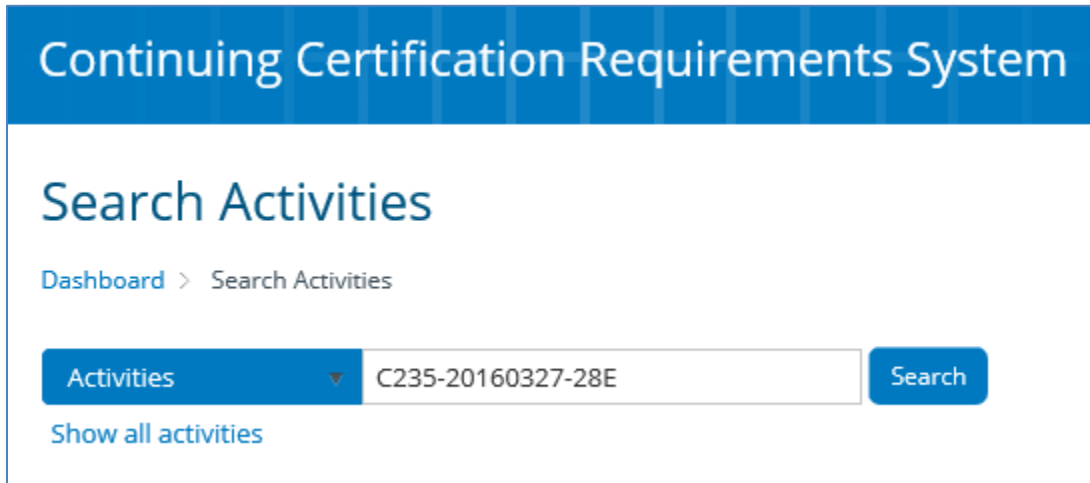 Continuing Certification Requirements System
Search Activities
Dashboard > Search Activities
Activities C235-20160327-28E Search
Show all activities